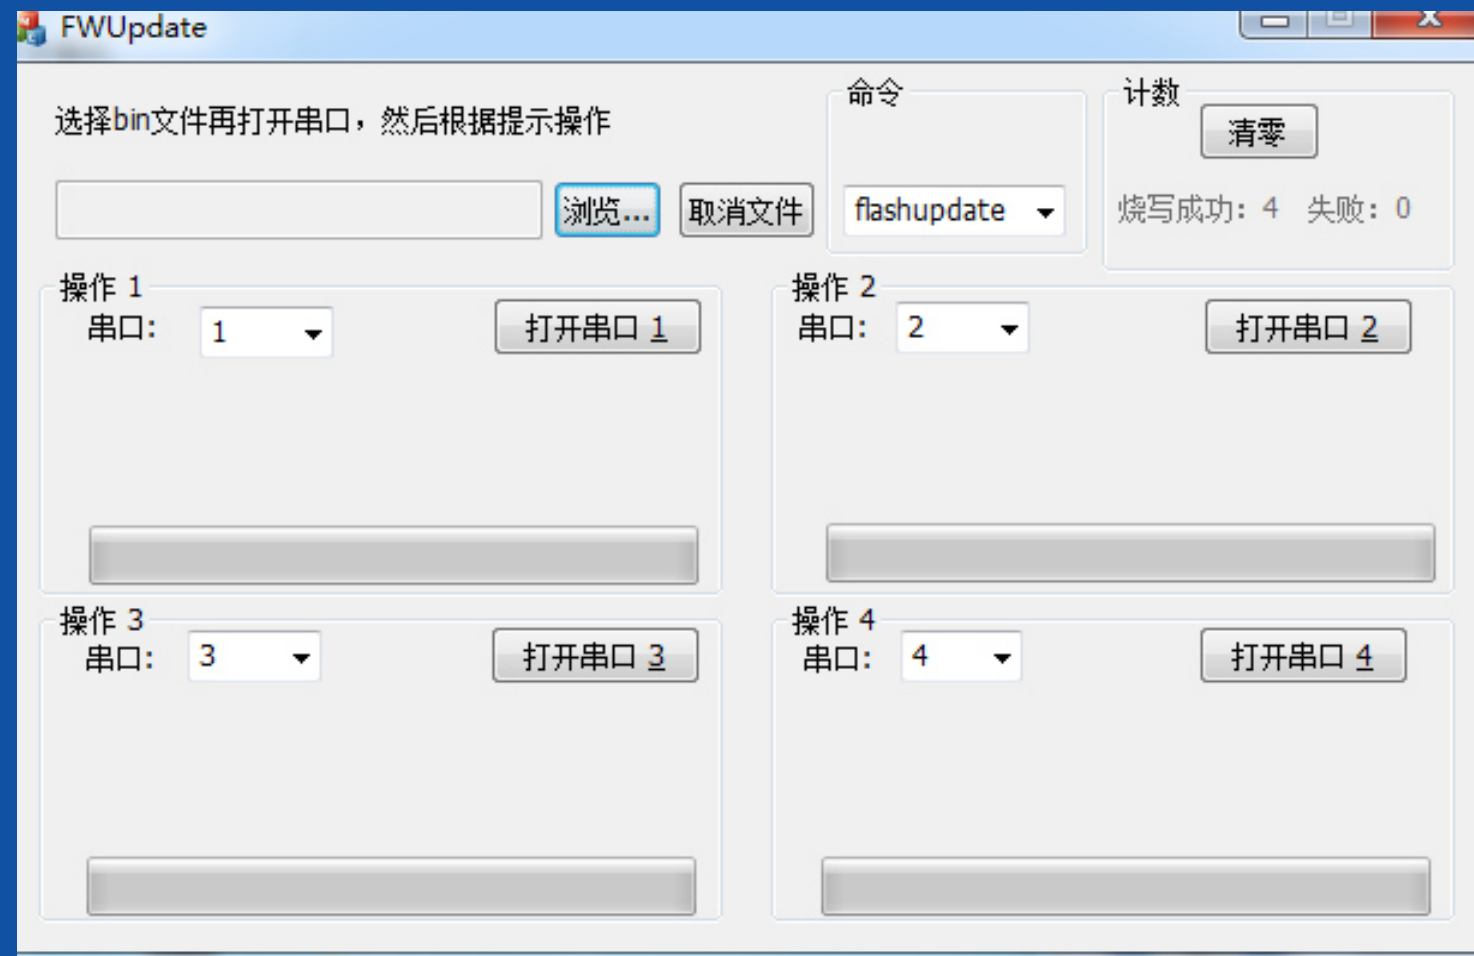 FWUpdate
选择bin文件再打开串口，然后根据提示操作
浏览... 取消文件
命令
flashupdate
计数
清零
烧写成功: 4 失败: 0
操作 1
串口: 1 打开串口 1
操作 2
串口: 2 打开串口 2
操作 3
串口: 3 打开串口 3
操作 4
串口: 4 打开串口 4